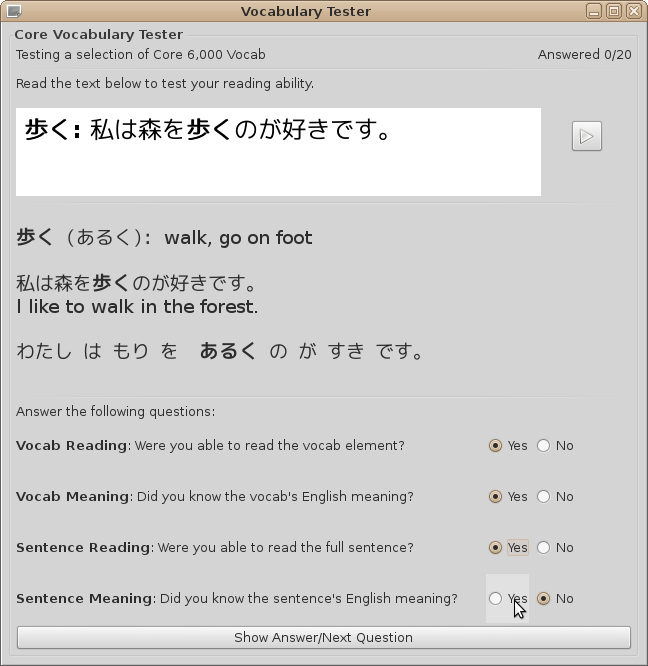 Vocabulary Tester
Core Vocabulary Tester
Testing a selection of Core 6,000 Vocab Answered 0/20
Read the text below to test your reading ability.
歩く: 私は森を歩くのが好きです。
歩く (あるく): walk, go on foot
私は森を歩くのが好きです。
I like to walk in the forest.
わたし は もり を あるく の が すき です。
Answer the following questions:
Vocab Reading: Were you able to read the vocab element? Yes No
Vocab Meaning: Did you know the vocab's English meaning? Yes No
Sentence Reading: Were you able to read the full sentence? Yes No
Sentence Meaning: Did you know the sentence's English meaning? Yes No
Show Answer/Next Question